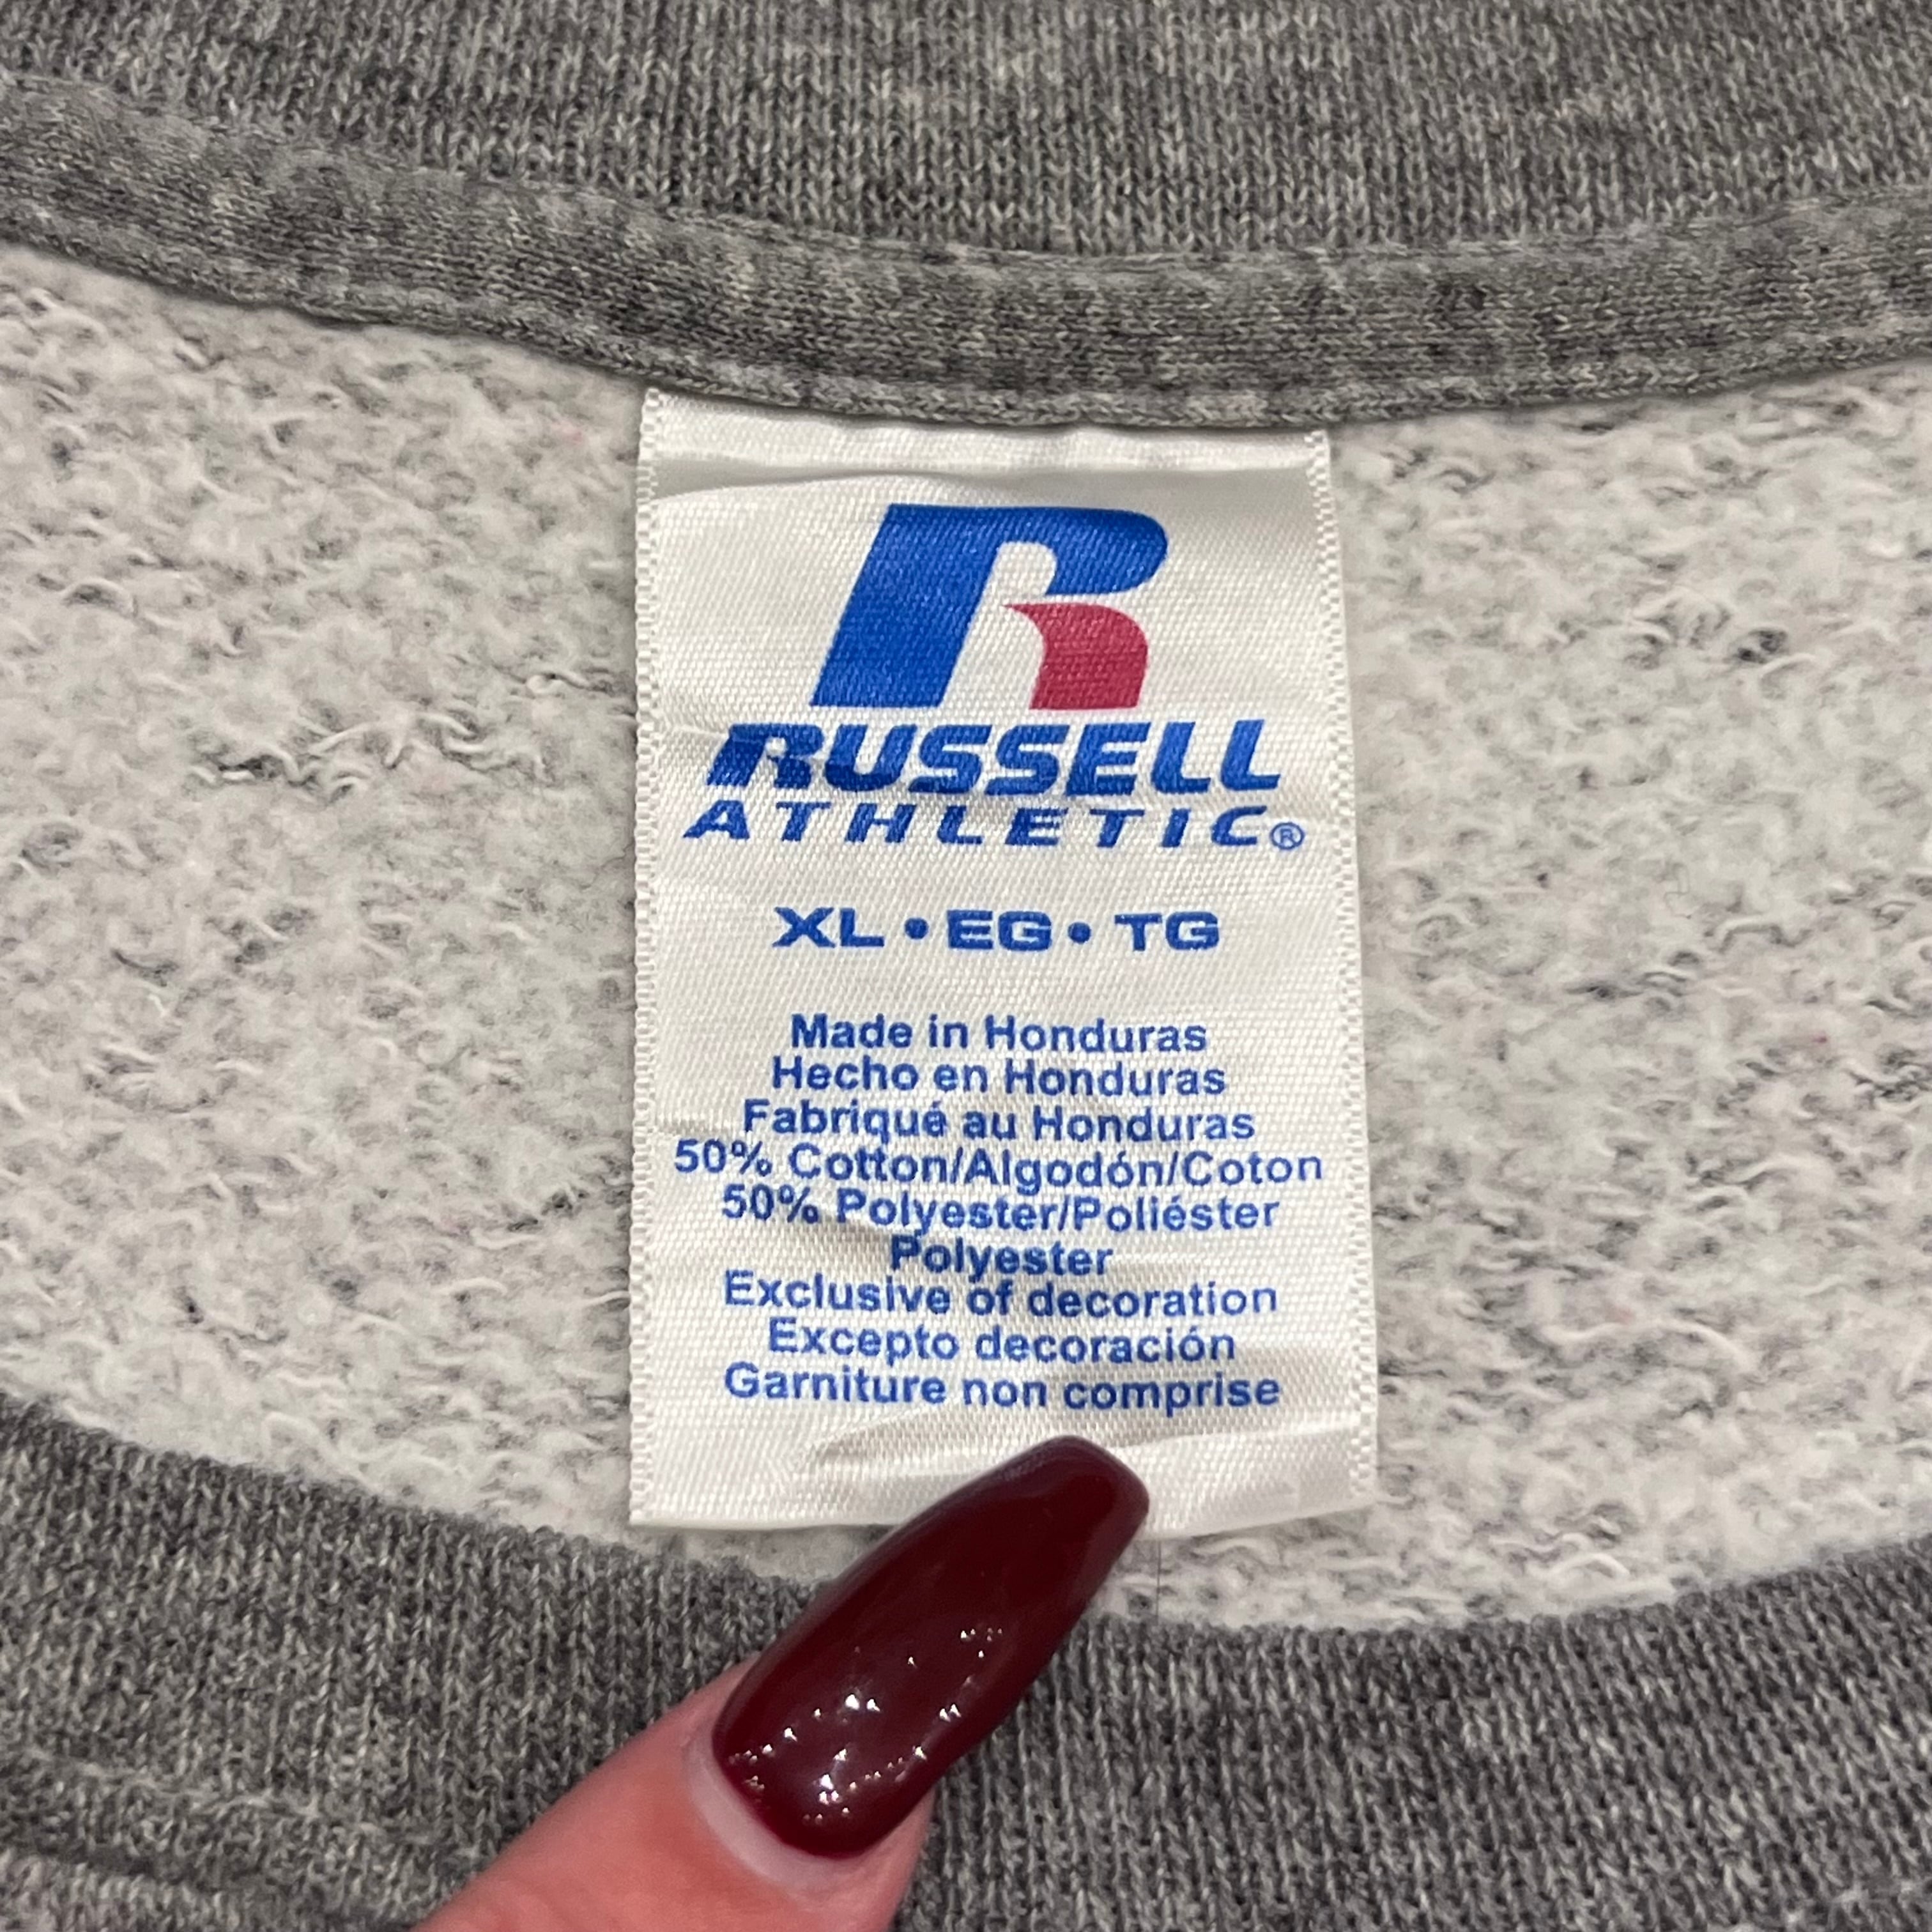 R
RUSSELL
ATHLETIC®
XL • EG • TG
Made in Honduras
Hecho en Honduras
Fabriqué au Honduras
50% Cotton/Algodón/Coton
50% Polyester/Poliéster
Polyester
Exclusive of decoration
Excepto decoración
Garniture non comprise